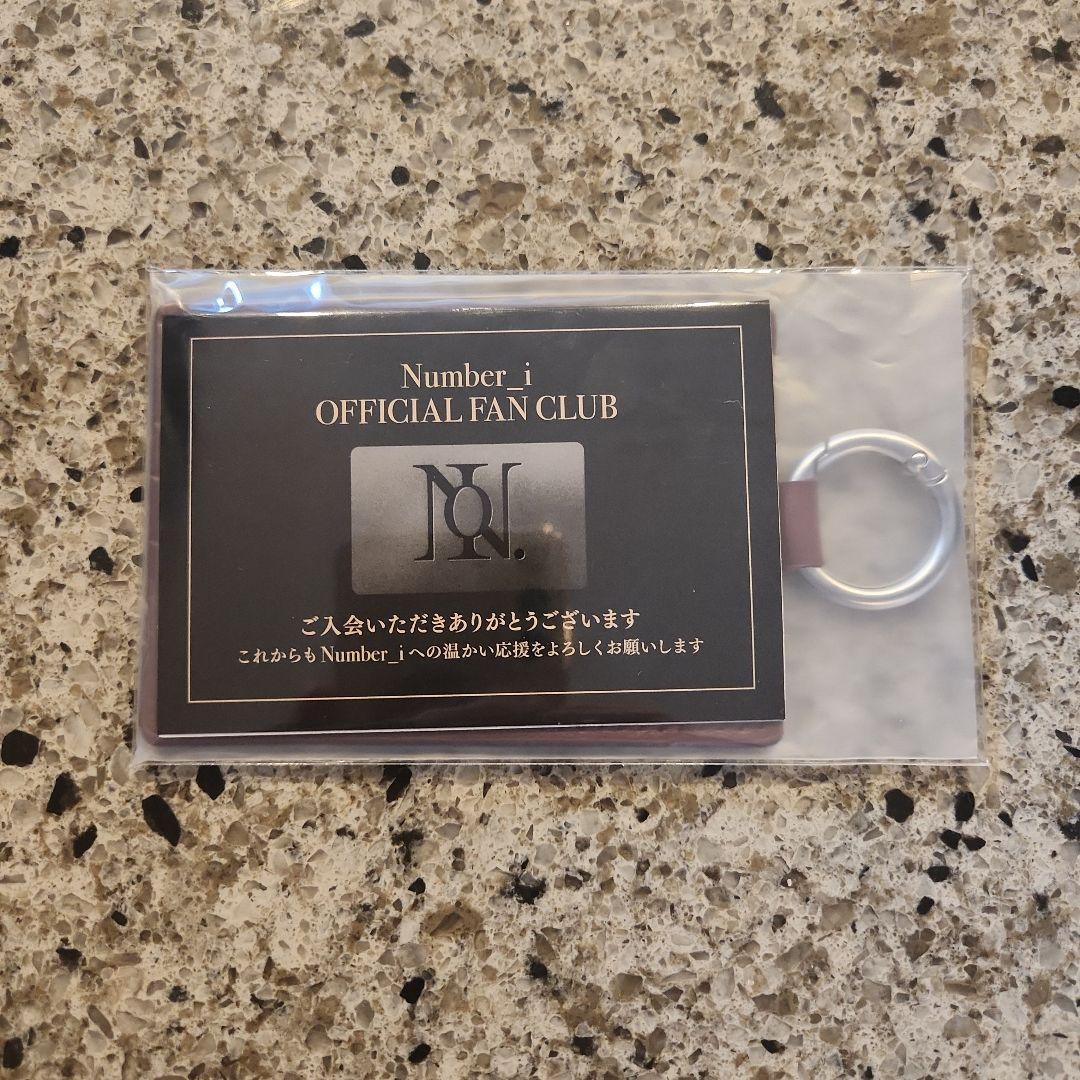 Number_i
OFFICIAL FAN CLUB
NIN.
ご入会いただきありがとうございます
これからもNumber_iへの温かい応援をよろしくお願いします